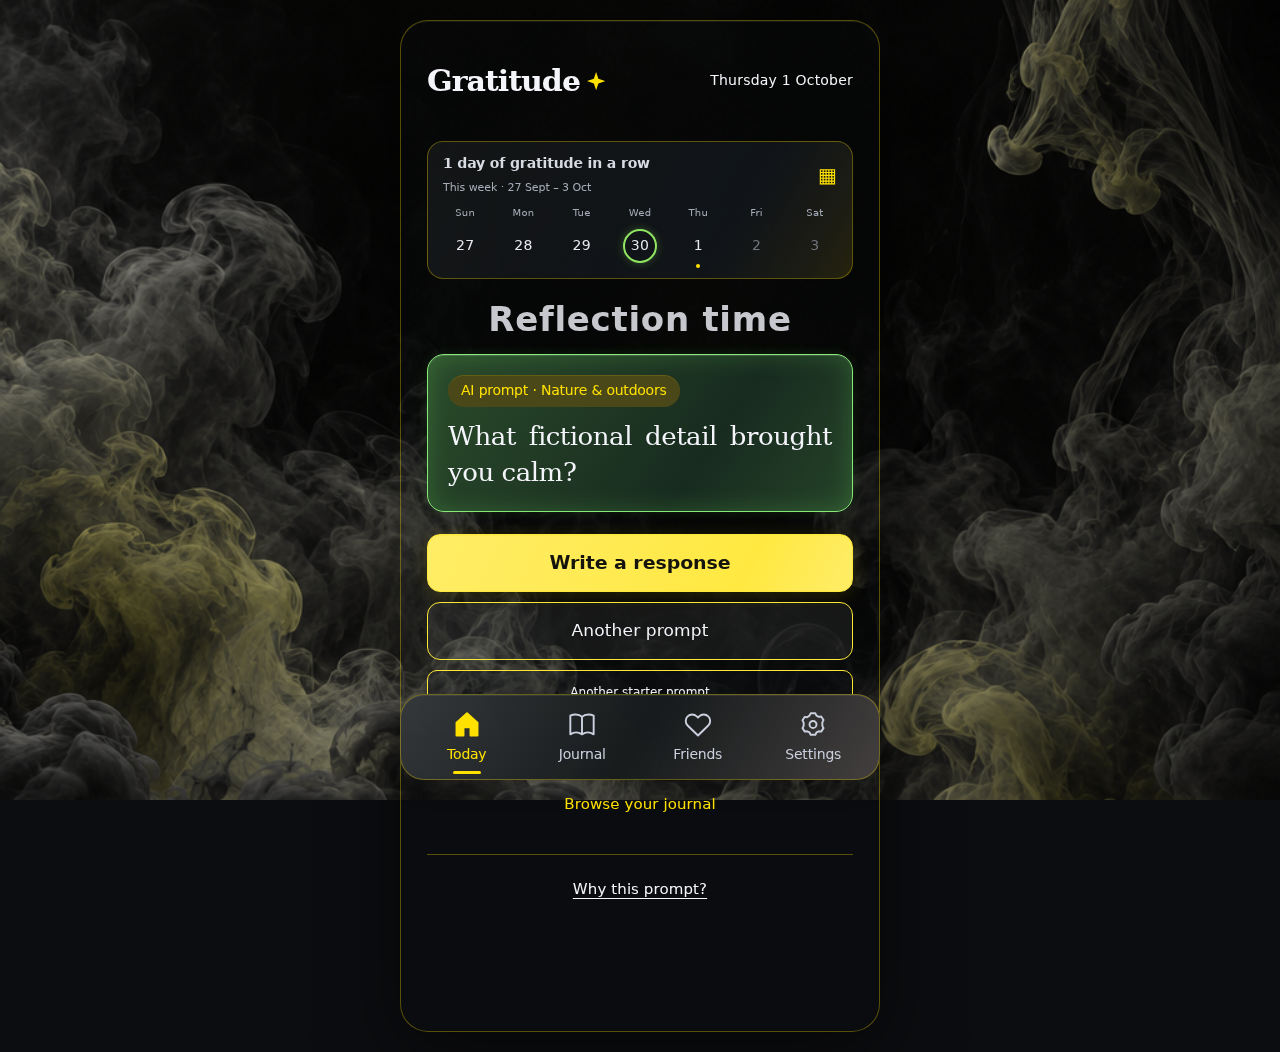 Gratitude
Thursday 1 October
1 day of gratitude in a row
This week · 27 Sept – 3 Oct
Sun Mon Tue Wed Thu Fri Sat
27 28 29 30 1 2 3
Reflection time
AI prompt · Nature & outdoors
What fictional detail brought
you calm?
Write a response
Another prompt
Another starter prompt
Today Journal Friends Settings
Browse your journal
Why this prompt?